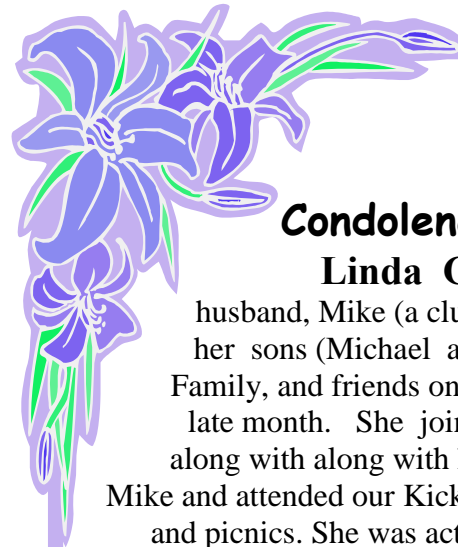 Condolen
Linda
husband, Mike (a clu
her sons (Michael a
Family, and friends on
late month. She join
along with along with
Mike and attended our Kick
and picnics. She was act